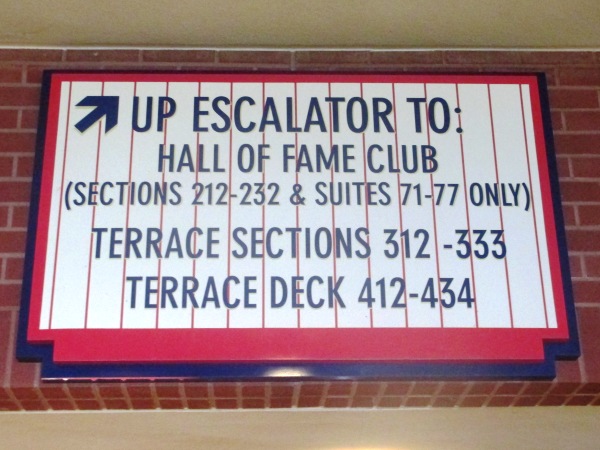 UP ESCALATOR TO:
HALL OF FAME CLUB
(SECTIONS 212-232 & SUITES 71-77 ONLY)
TERRACE SECTIONS 312 -333
TERRACE DECK 412-434